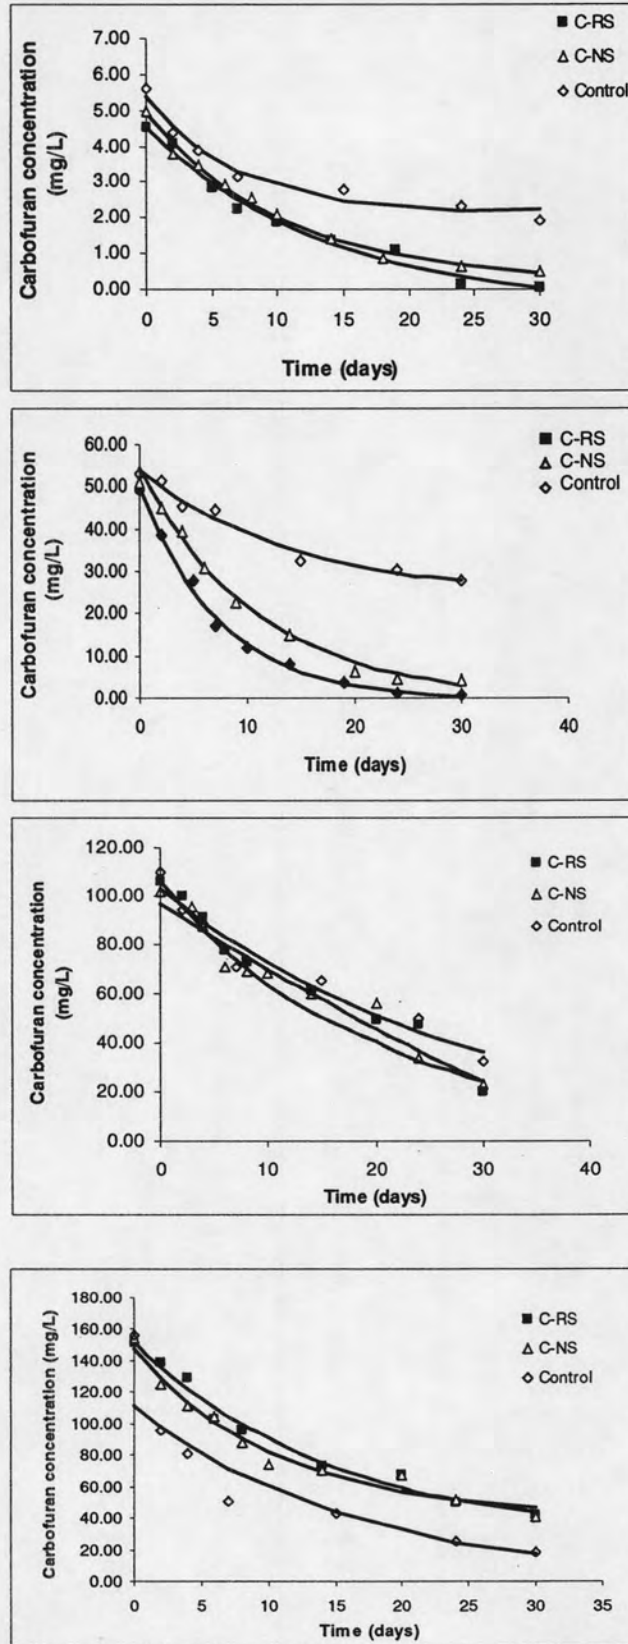 7.00
6.00
5.00
4.00
3.00
2.00
1.00
0.00
Carbofuran concentration
(mg/L)
C-RS
C-NS
Control
0 5 10 15 20 25 30
Time (days)
60.00
50.00
40.00
30.00
20.00
10.00
0.00
Carbofuran concentration
(mg/L)
C-RS
C-NS
Control
0 10 20 30 40
Time (days)
120.00
100.00
80.00
60.00
40.00
20.00
0.00
Carbofuran concentration
(mg/L)
C-RS
C-NS
Control
0 10 20 30 40
Time (days)
180.00
160.00
140.00
120.00
100.00
80.00
60.00
40.00
20.00
0.00
Carbofuran concentration (mg/L)
C-RS
C-NS
Control
0 5 10 15 20 25 30 35
Time (days)